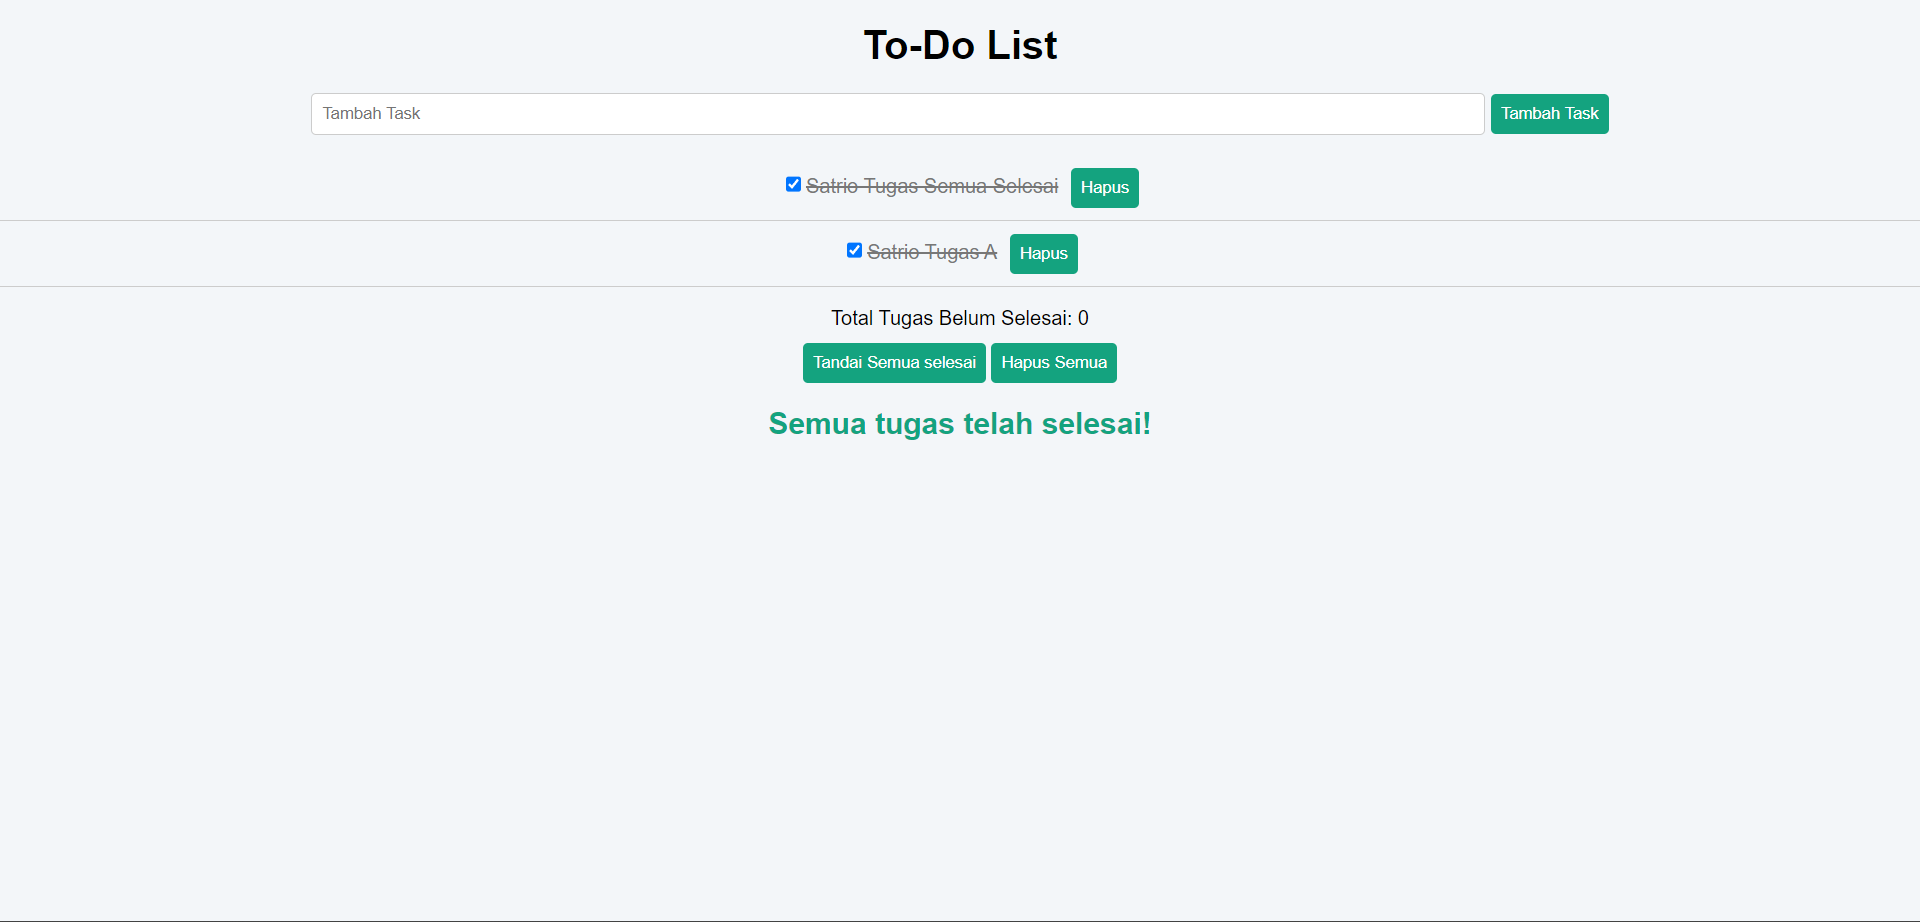 To-Do List
Tambah Task Tambah Task
Satrio Tugas Semua Selesai Hapus
Satrio Tugas A Hapus
Total Tugas Belum Selesai: 0
Tandai Semua selesai Hapus Semua
Semua tugas telah selesai!